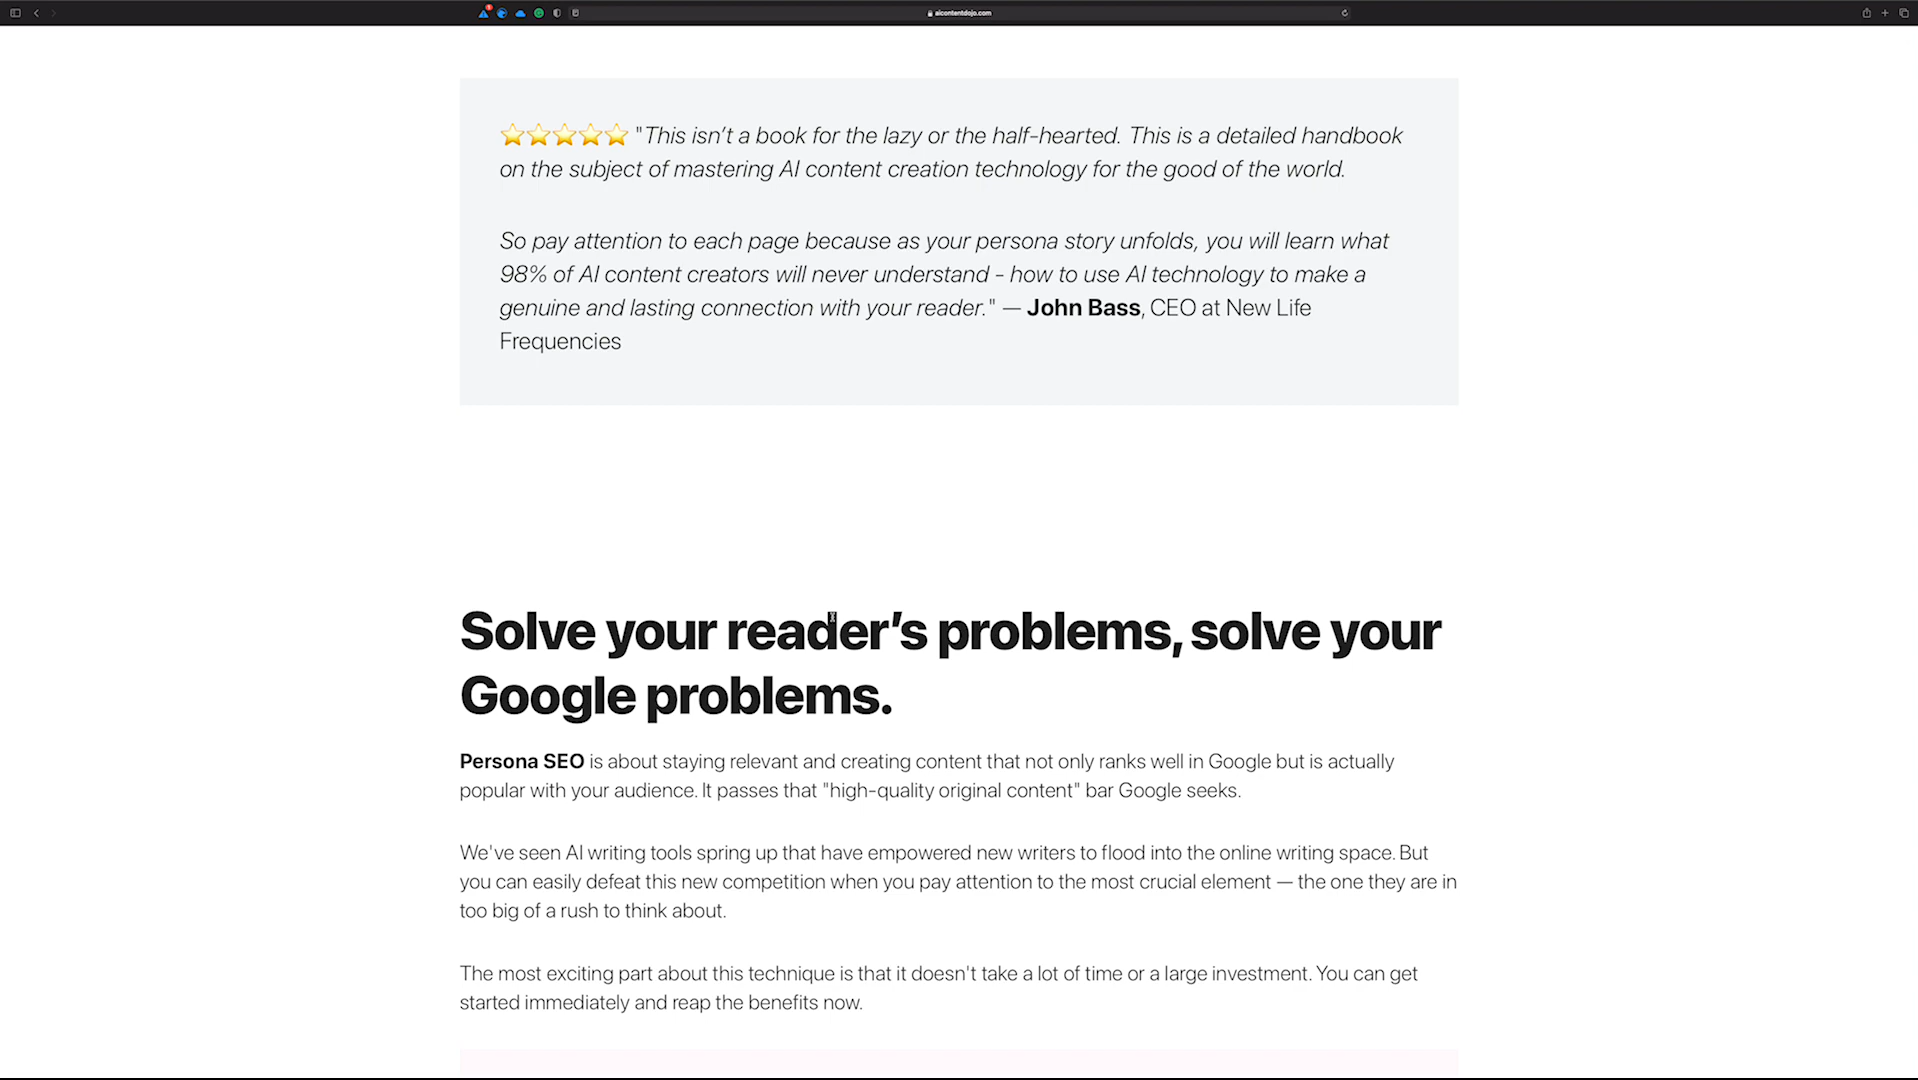 aicontentdojo.com
⭐⭐⭐⭐⭐ "This isn’t a book for the lazy or the half-hearted. This is a detailed handbook
on the subject of mastering AI content creation technology for the good of the world.
So pay attention to each page because as your persona story unfolds, you will learn what
98% of AI content creators will never understand - how to use AI technology to make a
genuine and lasting connection with your reader." — John Bass, CEO at New Life
Frequencies
Solve your reader’s problems, solve your
Google problems.
Persona SEO is about staying relevant and creating content that not only ranks well in Google but is actually
popular with your audience. It passes that "high-quality original content" bar Google seeks.
We've seen AI writing tools spring up that have empowered new writers to flood into the online writing space. But
you can easily defeat this new competition when you pay attention to the most crucial element — the one they are in
too big of a rush to think about.
The most exciting part about this technique is that it doesn't take a lot of time or a large investment. You can get
started immediately and reap the benefits now.